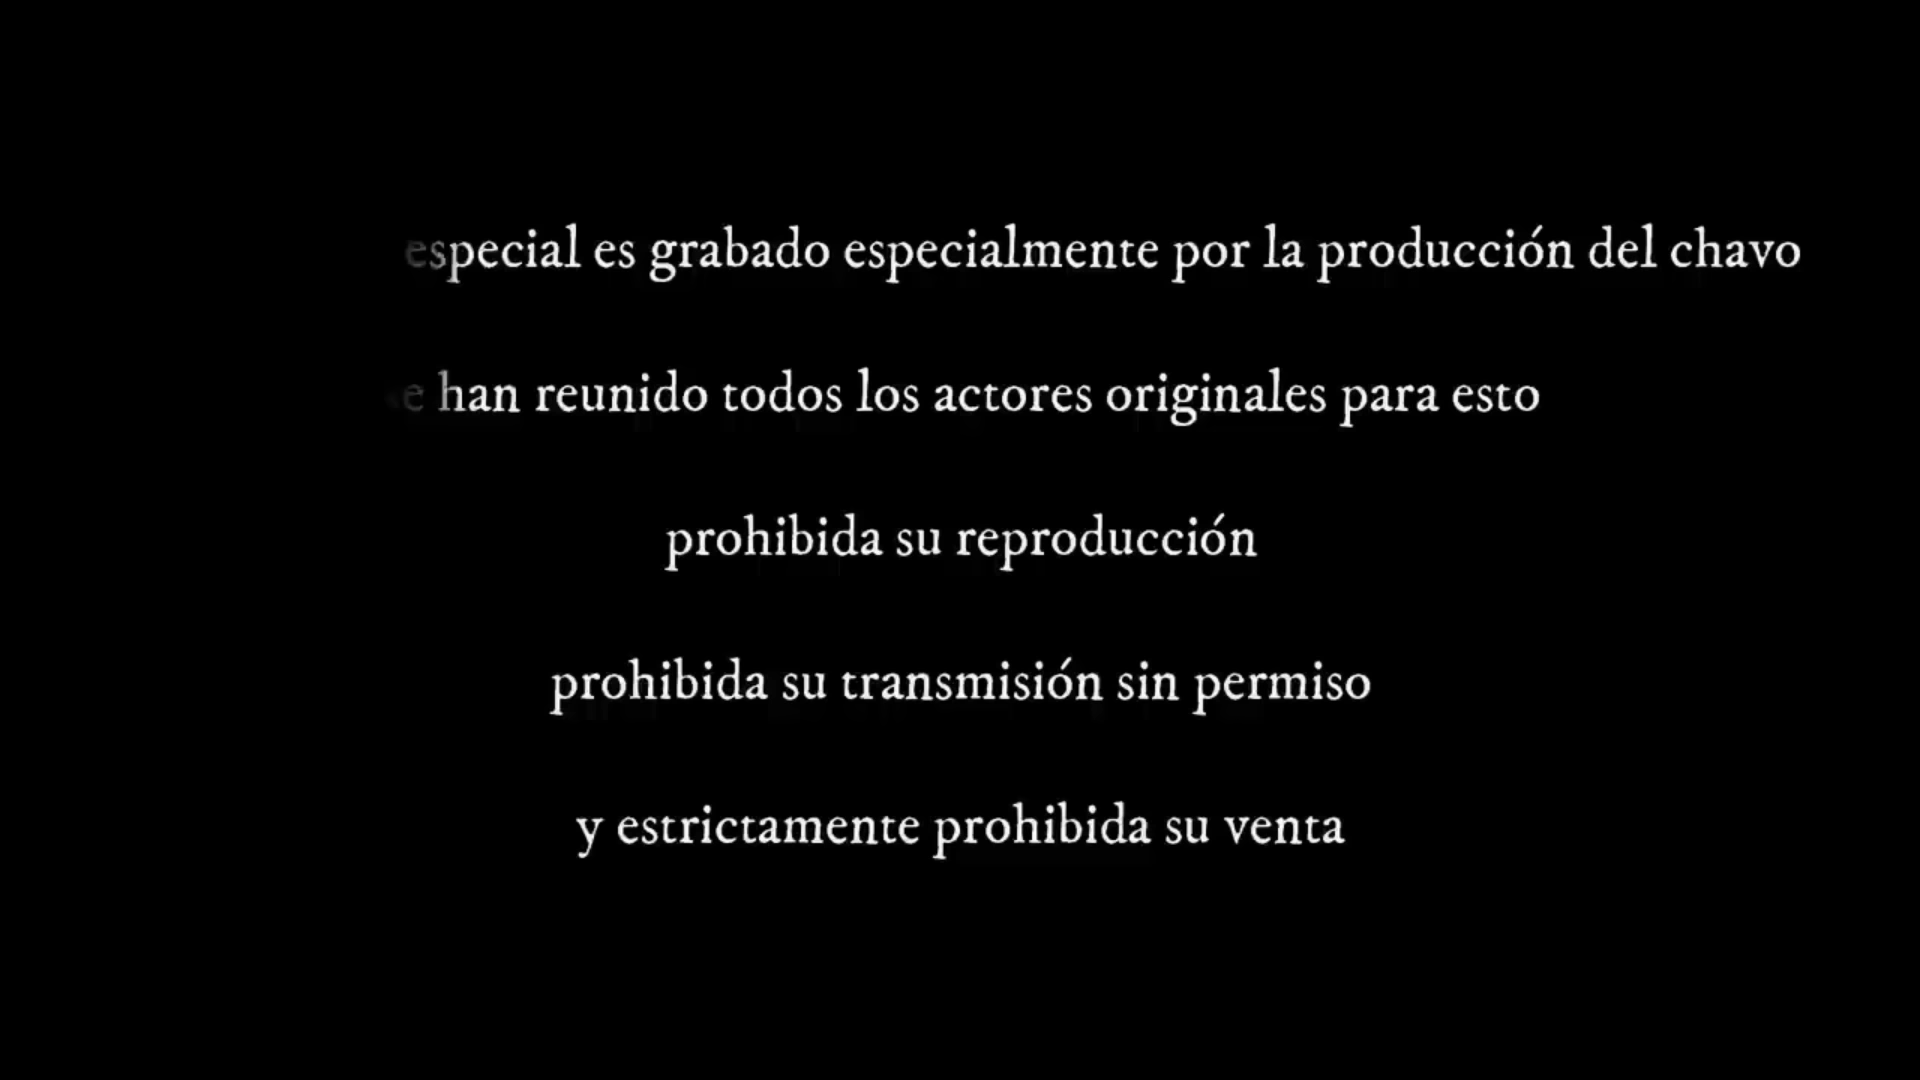 especial es grabado especialmente por la producción del chavo
han reunido todos los actores originales para esto
prohibida su reproducción
prohibida su transmisión sin permiso
y estrictamente prohibida su venta